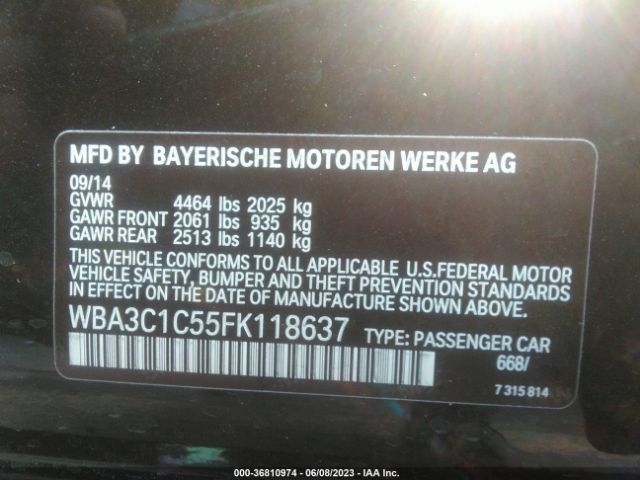 MFD BY BAYERISCHE MOTOREN WERKE AG
09/14
GVWR 4464 lbs 2025 kg
GAWR FRONT 2061 lbs 935 kg
GAWR REAR 2513 lbs 1140 kg
THIS VEHICLE CONFORMS TO ALL APPLICABLE U.S.FEDERAL MOTOR
VEHICLE SAFETY, BUMPER AND THEFT PREVENTION STANDARDS
IN EFFECT ON THE DATE OF MANUFACTURE SHOWN ABOVE.
WBA3C1C55FK118637 TYPE: PASSENGER CAR
668/
7 315 814
000-36810974 - 06/08/2023 - IAA Inc.